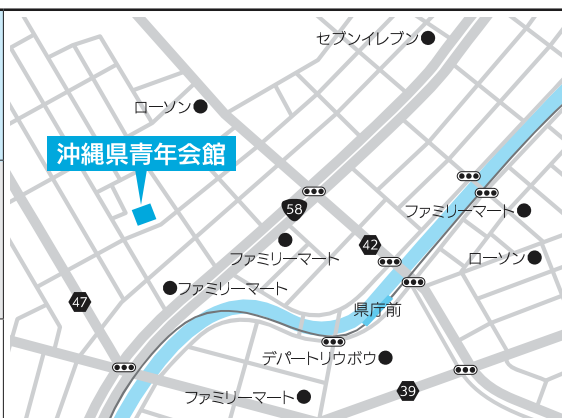 セブンイレブン
ローソン
沖縄県青年会館
58
ファミリーマート
42
ファミリーマート
ローソン
47
ファミリーマート
県庁前
デパートリウボウ
ファミリーマート
39